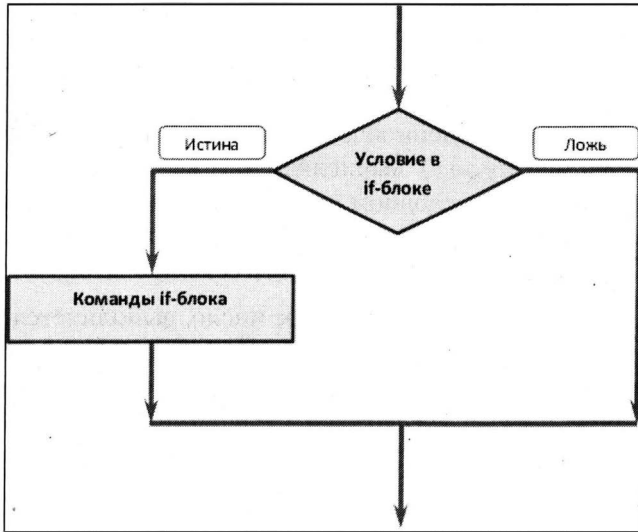 Истина
Условие в
if-блоке
Ложь
Команды if-блока